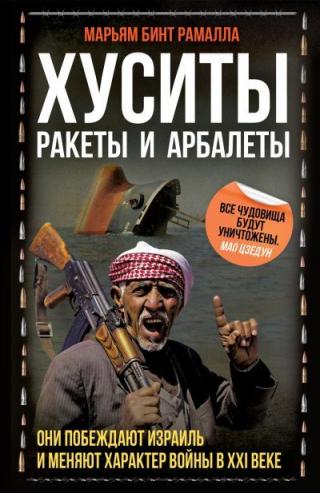 МАРЬЯМ БИНТ РАМАЛЛА
ХУСИТЫ
РАКЕТЫ И АРБАЛЕТЫ
ВСЕ ЧУДОВИЩА
БУДУТ
УНИЧТОЖЕНЫ.
МАО ЦЗЕДУН
ОНИ ПОБЕЖДАЮТ ИЗРАИЛЬ
И МЕНЯЮТ ХАРАКТЕР ВОЙНЫ В XXI ВЕКЕ